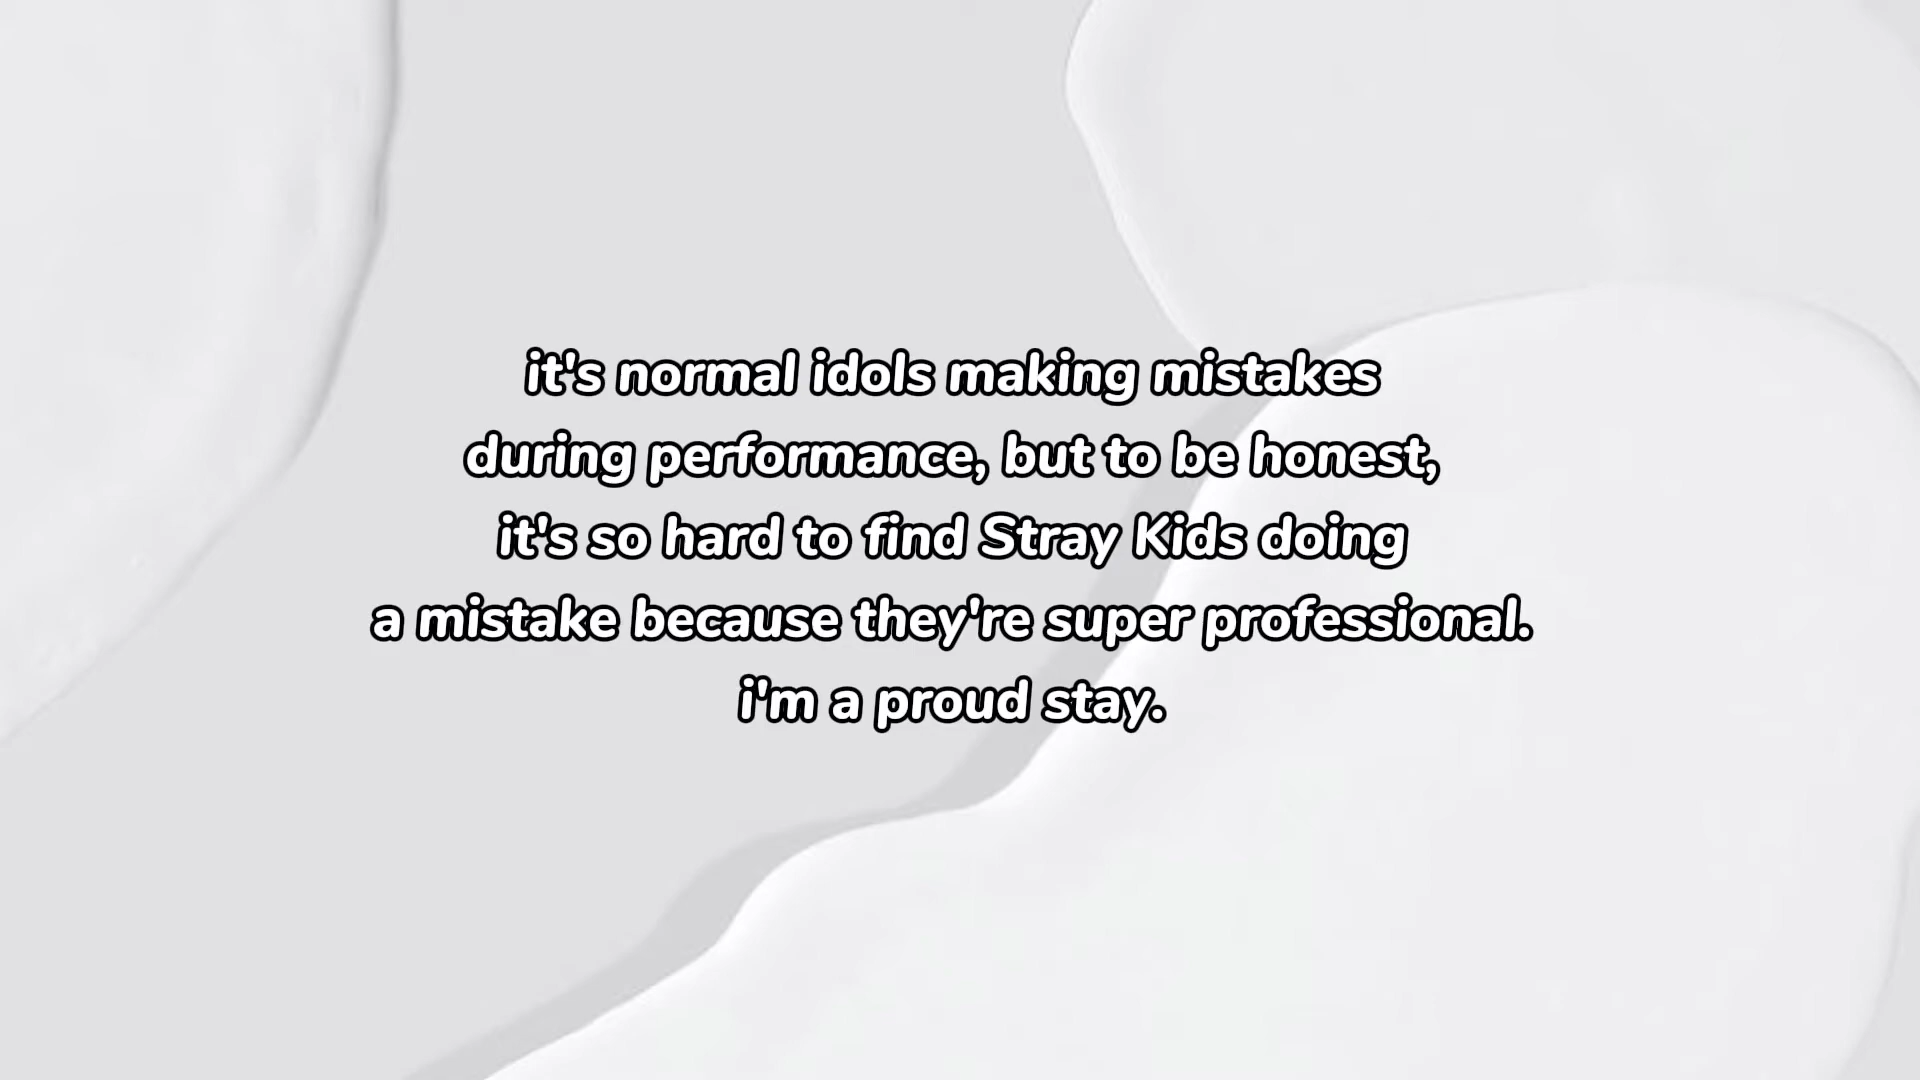 it's normal idols making mistakes
during performance, but to be honest,
it's so hard to find Stray Kids doing
a mistake because they're super professional.
i'm a proud stay.